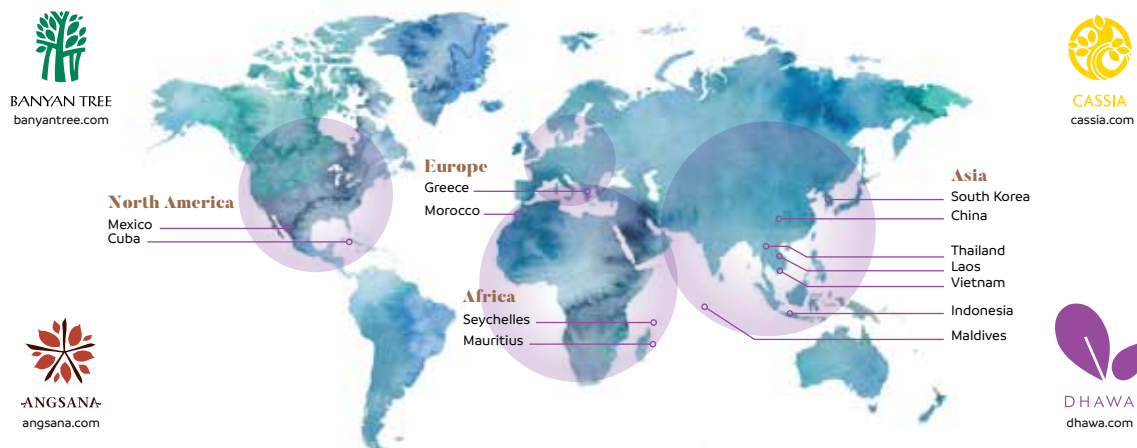 BANYAN TREE
banyantree.com
CASSIA
cassia.com
North America
Mexico
Cuba
Europe
Greece
Morocco
Africa
Seychelles
Mauritius
Asia
South Korea
China
Thailand
Laos
Vietnam
Indonesia
Maldives
ANGSANA
angsana.com
DHAWA
dhawa.com